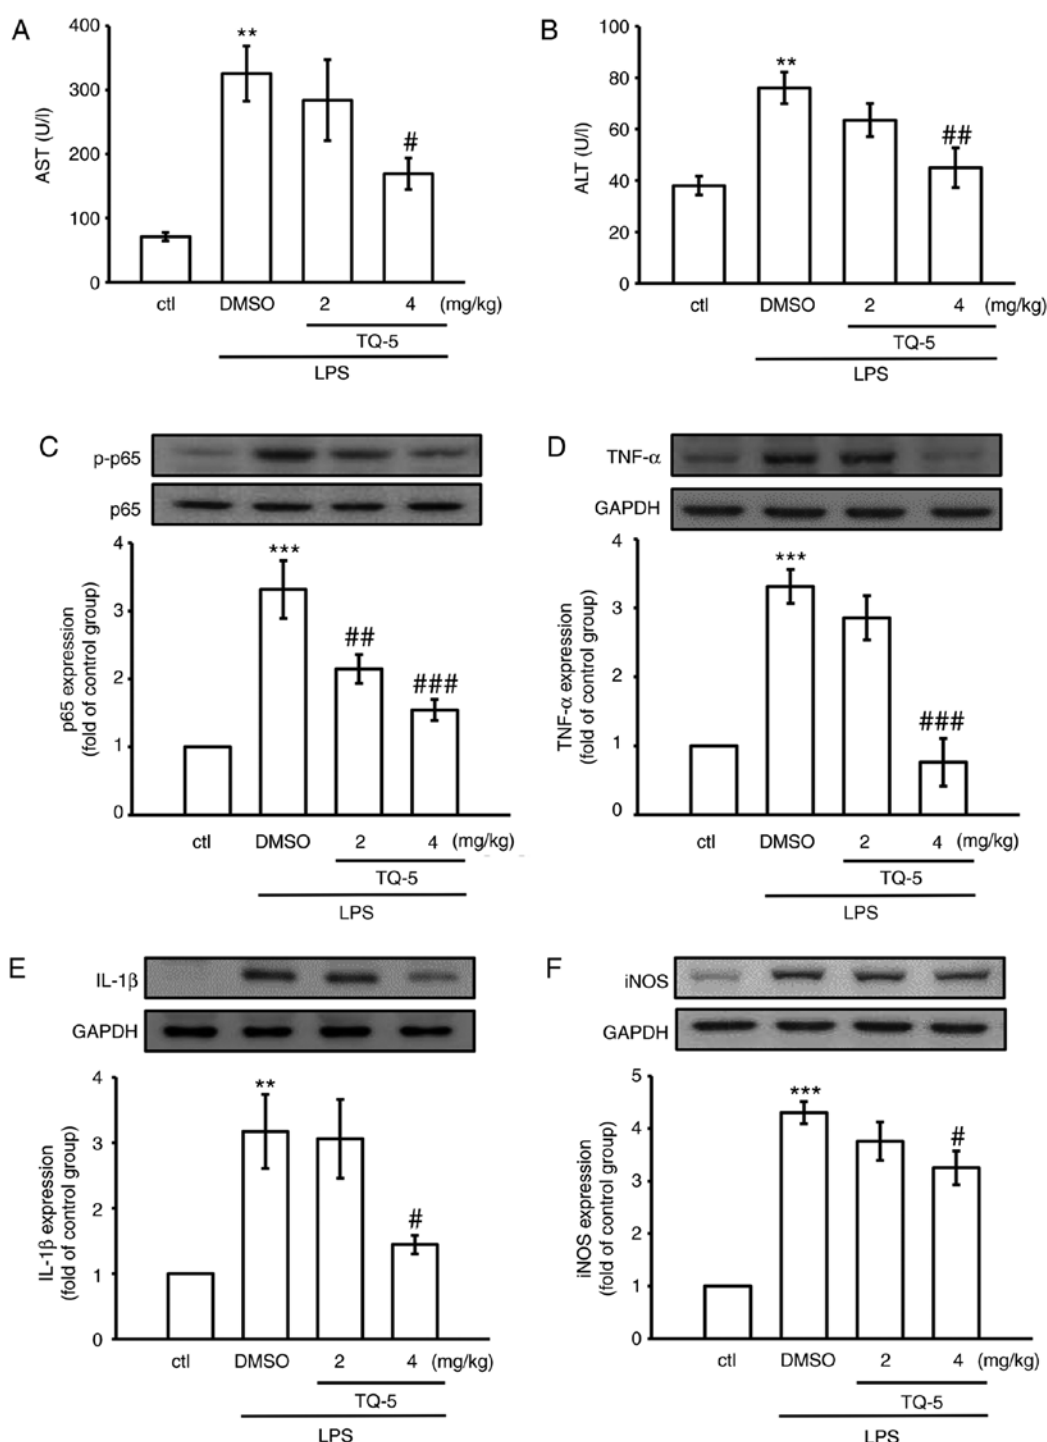 A
AST (U/l)
400
300
200
100
0
**
#
ctl DMSO 2 4 (mg/kg)
TQ-5
LPS
B
ALT (U/l)
100
80
60
40
20
0
**
##
ctl DMSO 2 4 (mg/kg)
TQ-5
LPS
C
p-p65
p65
p65 expression
(fold of control group)
4
3
2
1
0
***
##
###
ctl DMSO 2 4 (mg/kg)
TQ-5
LPS
D
TNF-α
GAPDH
TNF-α expression
(fold of control group)
4
3
2
1
0
***
###
ctl DMSO 2 4 (mg/kg)
TQ-5
LPS
E
IL-1β
GAPDH
IL-1β expression
(fold of control group)
4
3
2
1
0
**
#
ctl DMSO 2 4 (mg/kg)
TQ-5
LPS
F
iNOS
GAPDH
iNOS expression
(fold of control group)
5
4
3
2
1
0
***
#
ctl DMSO 2 4 (mg/kg)
TQ-5
LPS